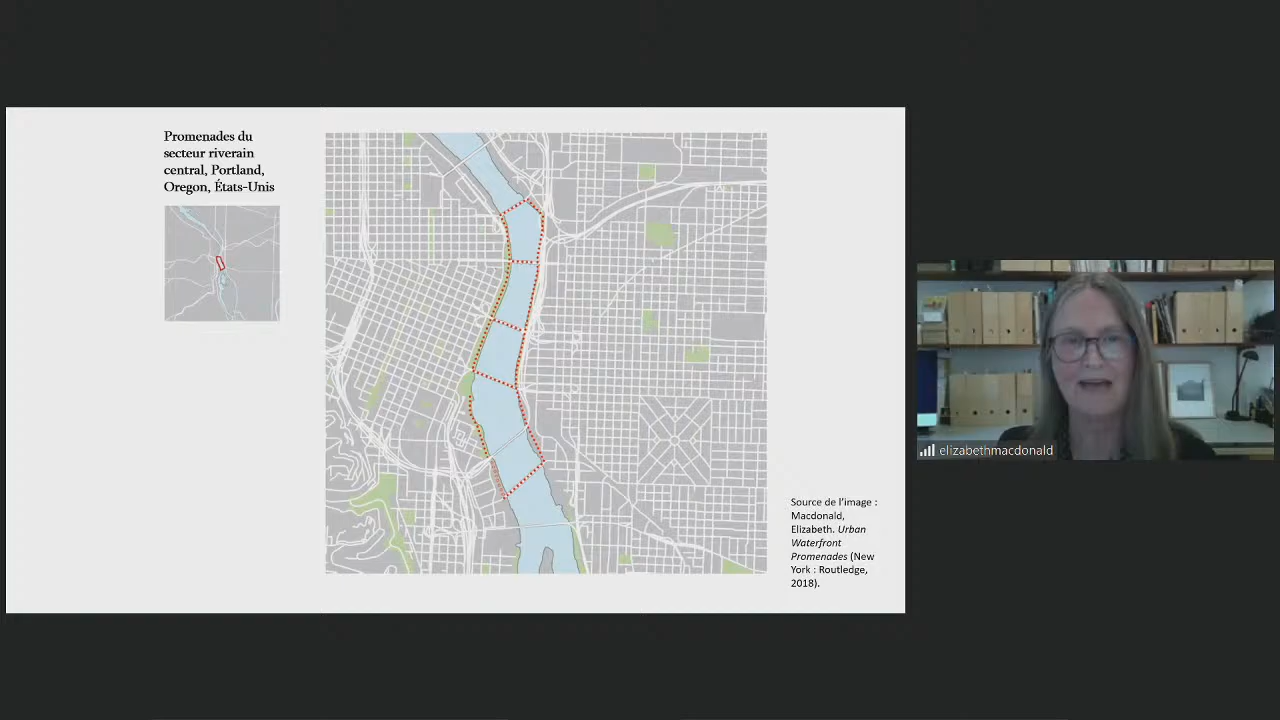 Promenades du
secteur riverain
central, Portland,
Oregon, États-Unis
Source de l'image :
Macdonald,
Elizabeth. Urban
Waterfront
Promenades (New
York : Routledge,
2018).
elizabethmacdonald